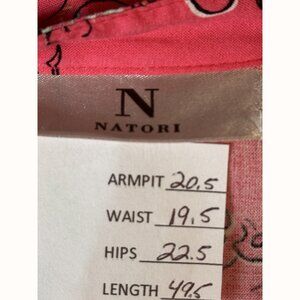 N
NATORI
ARMPIT 20.5
WAIST 19.5
HIPS 22.5
LENGTH 49.5